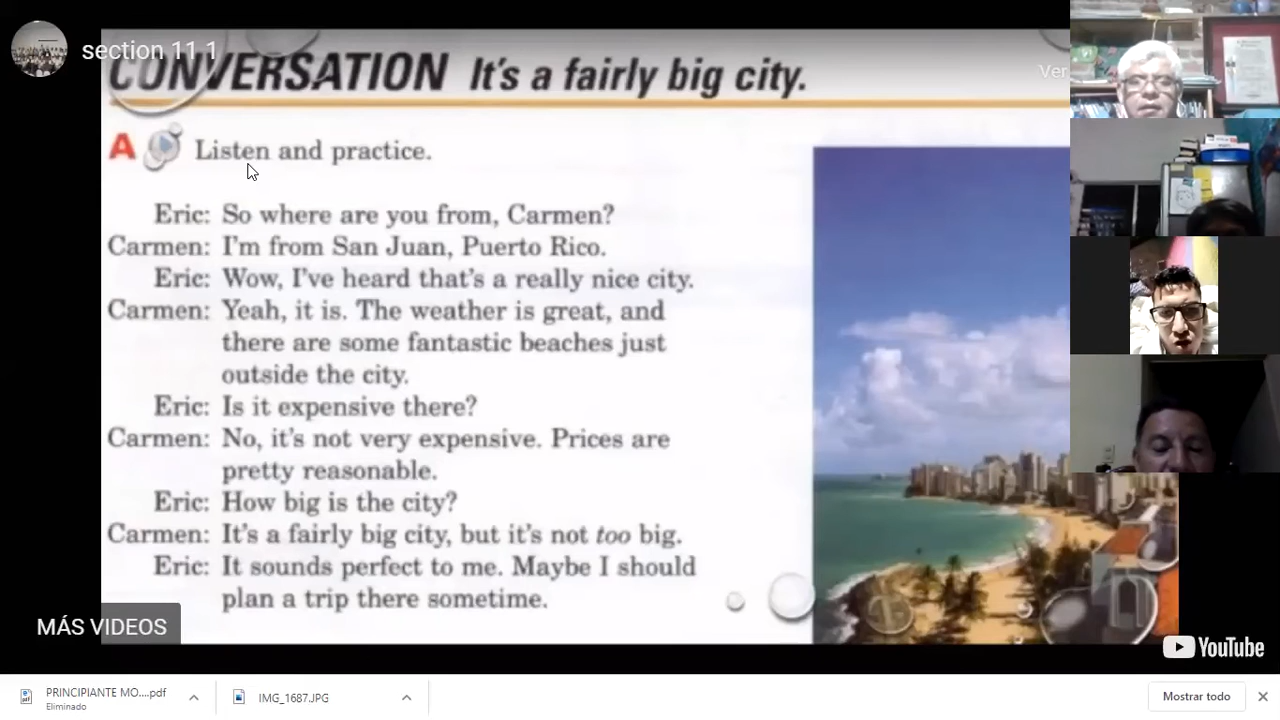 section 11 1
CONVERSATION It's a fairly big city.
Ver
A Listen and practice.
Eric: So where are you from, Carmen?
Carmen: I'm from San Juan, Puerto Rico.
Eric: Wow, I've heard that's a really nice city.
Carmen: Yeah, it is. The weather is great, and
there are some fantastic beaches just
outside the city.
Eric: Is it expensive there?
Carmen: No, it's not very expensive. Prices are
pretty reasonable.
Eric: How big is the city?
Carmen: It's a fairly big city, but it's not too big.
Eric: It sounds perfect to me. Maybe I should
plan a trip there sometime.
MÁS VIDEOS
YouTube
PRINCIPIANTE MO....pdf
Eliminado
IMG_1687.JPG
Mostrar todo